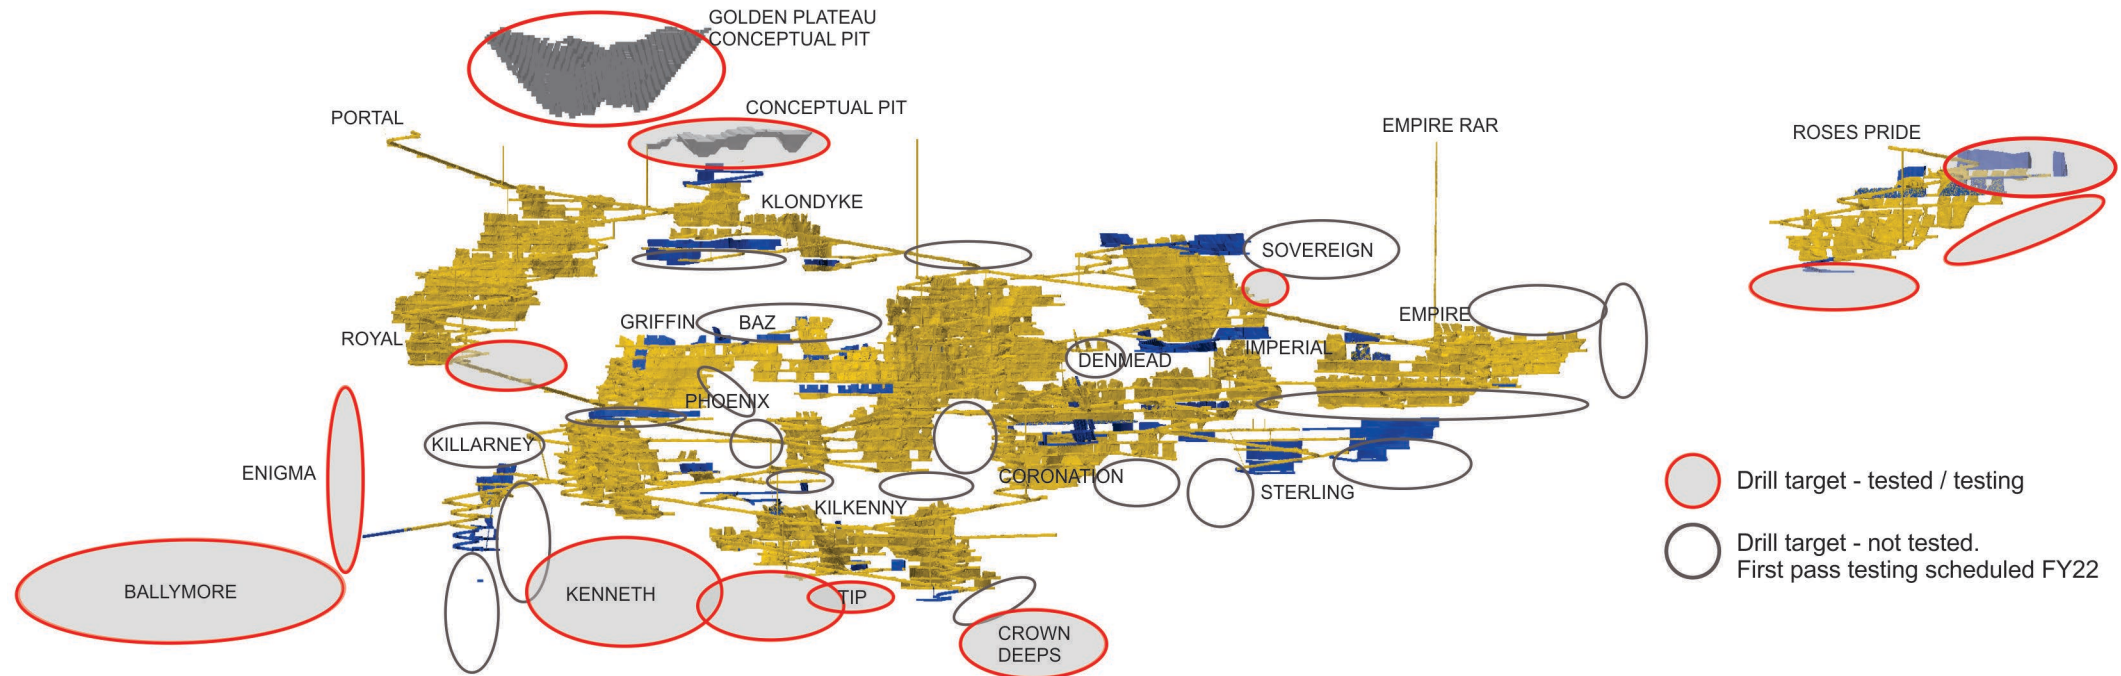 GOLDEN PLATEAU
CONCEPTUAL PIT
CONCEPTUAL PIT
PORTAL
EMPIRE RAR
ROSES PRIDE
KLONDYKE
SOVEREIGN
GRIFFIN
BAZ
EMPIRE
ROYAL
IMPERIAL
DENMEAD
PHOENIX
KILLARNEY
ENIGMA
CORONATION
STERLING
KILKENNY
Drill target - tested / testing
Drill target - not tested.
First pass testing scheduled FY22
BALLYMORE
KENNETH
TIP
CROWN
DEEPS